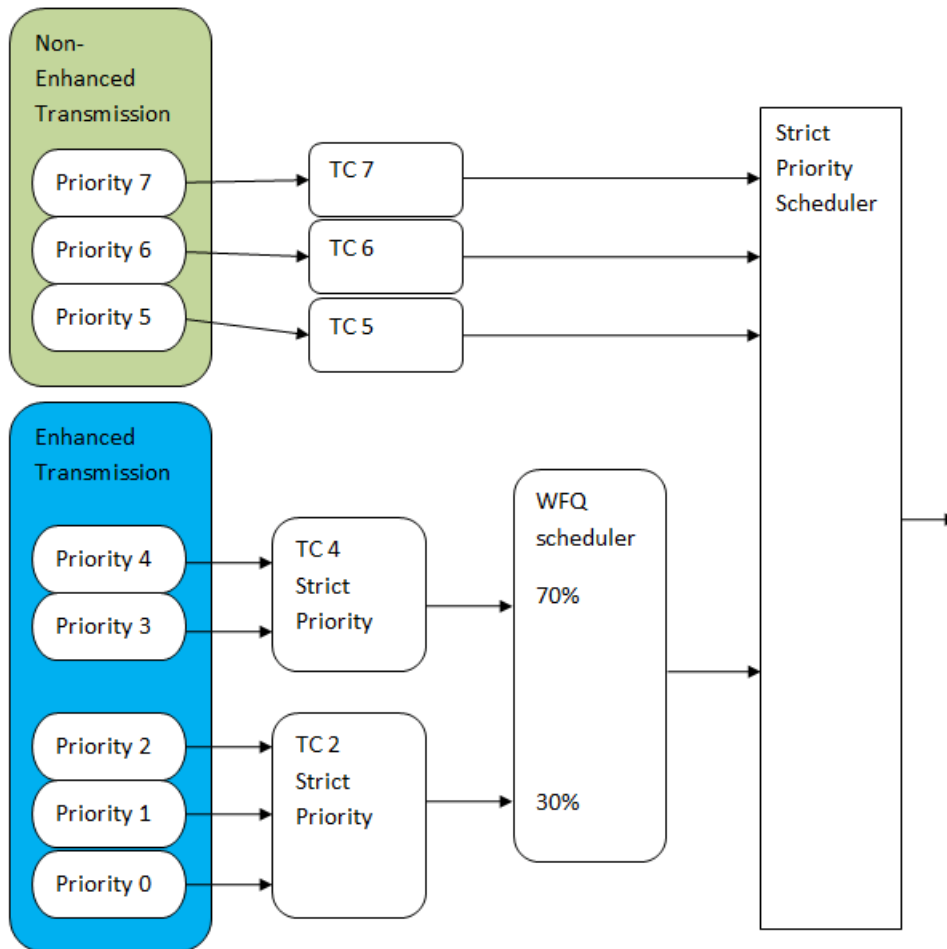 Non-
Enhanced
Transmission
Priority 7
Priority 6
Priority 5
TC 7
TC 6
TC 5
Strict
Priority
Scheduler
Enhanced
Transmission
Priority 4
Priority 3
Priority 2
Priority 1
Priority 0
TC 4
Strict
Priority
TC 2
Strict
Priority
WFQ
scheduler
70%
30%